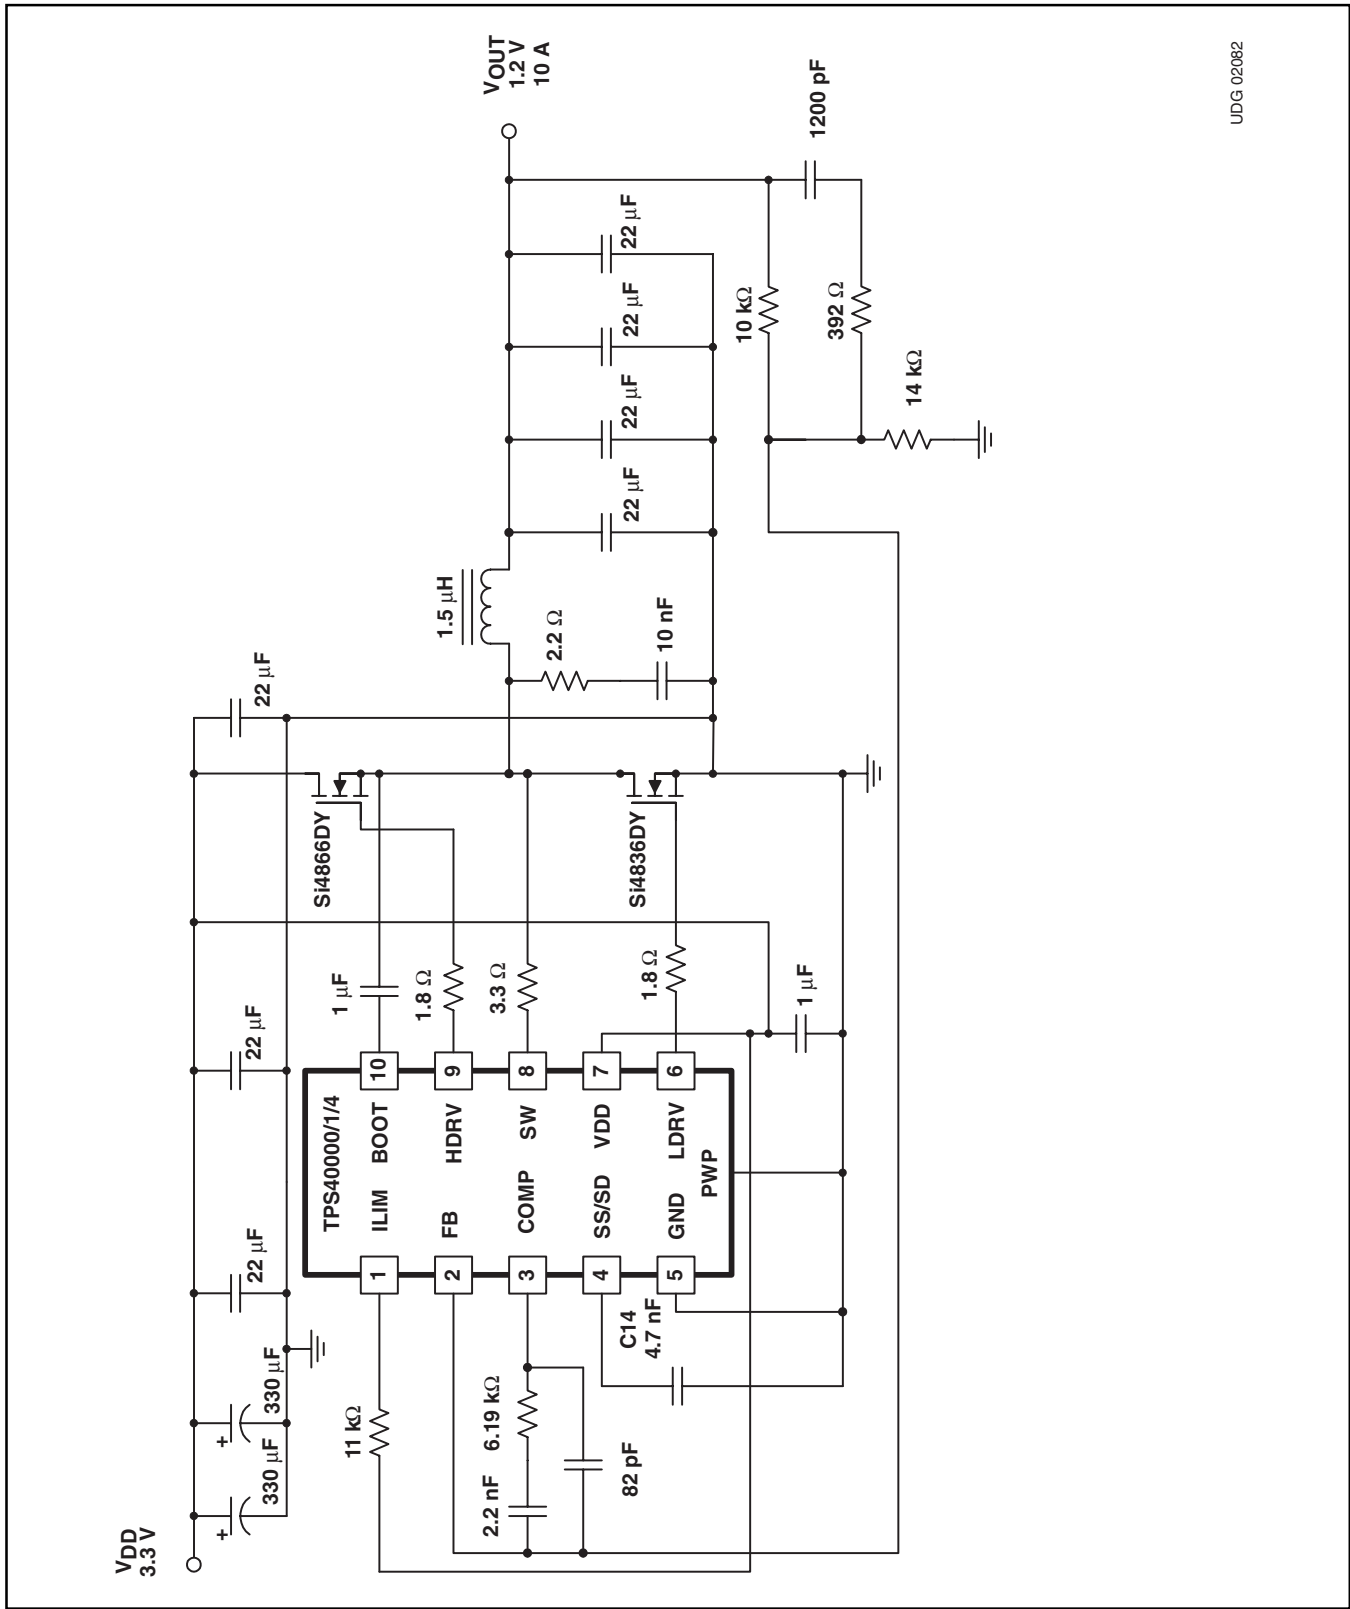 VDD
3.3 V
330 µF
330 µF
22 µF
22 µF
22 µF
11 kΩ
2.2 nF
6.19 kΩ
82 pF
C14
4.7 nF
TPS40000/1/4
1
ILIM
BOOT
10
2
FB
HDRV
9
3
COMP
SW
8
4
SS/SD
VDD
7
5
GND
LDRV
6
PWP
1 µF
1.8 Ω
3.3 Ω
1.8 Ω
1 µF
Si4866DY
Si4836DY
1.5 µH
2.2 Ω
10 nF
22 µF
22 µF
22 µF
22 µF
VOUT
1.2 V
10 A
10 kΩ
1200 pF
392 Ω
14 kΩ
UDG 02082